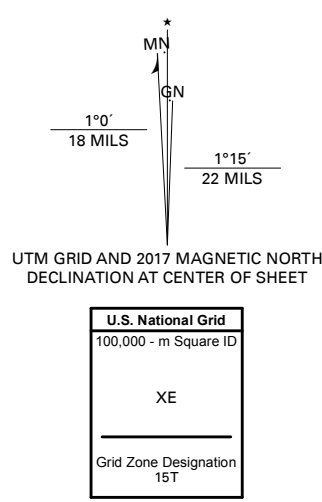 ★
MN
GN
1°0´
18 MILS
1°15´
22 MILS
UTM GRID AND 2017 MAGNETIC NORTH
DECLINATION AT CENTER OF SHEET
U.S. National Grid
100,000 - m Square ID
XE
Grid Zone Designation
15T